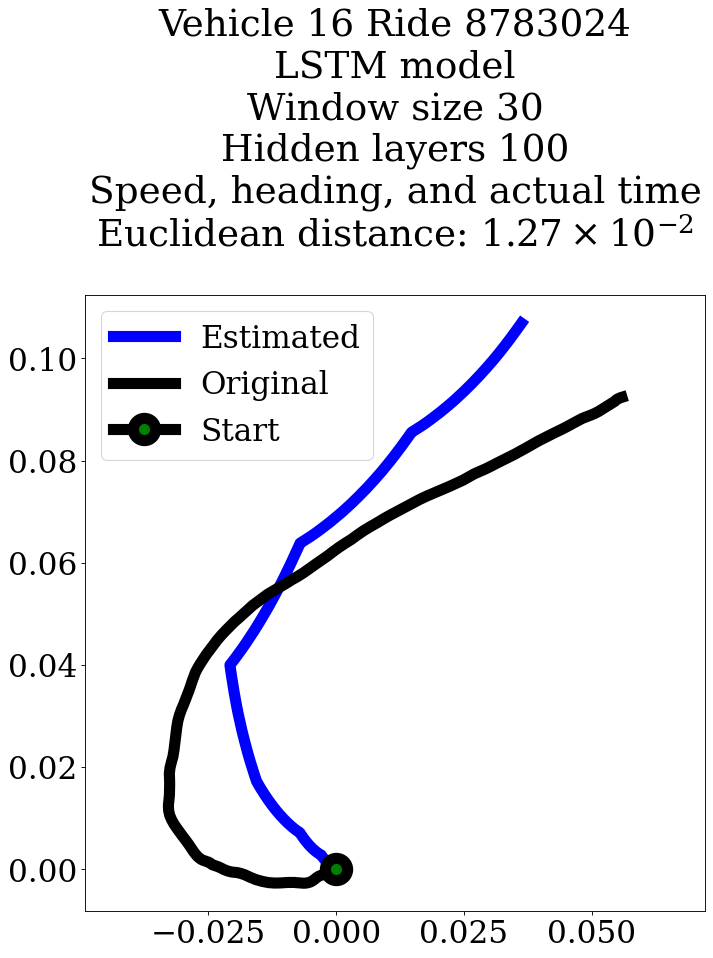 Vehicle 16 Ride 8783024
LSTM model
Window size 30
Hidden layers 100
Speed, heading, and actual time
Euclidean distance: 1.27 × 10⁻²
Estimated
Original
Start
0.10
0.08
0.06
0.04
0.02
0.00
−0.025 0.000 0.025 0.050